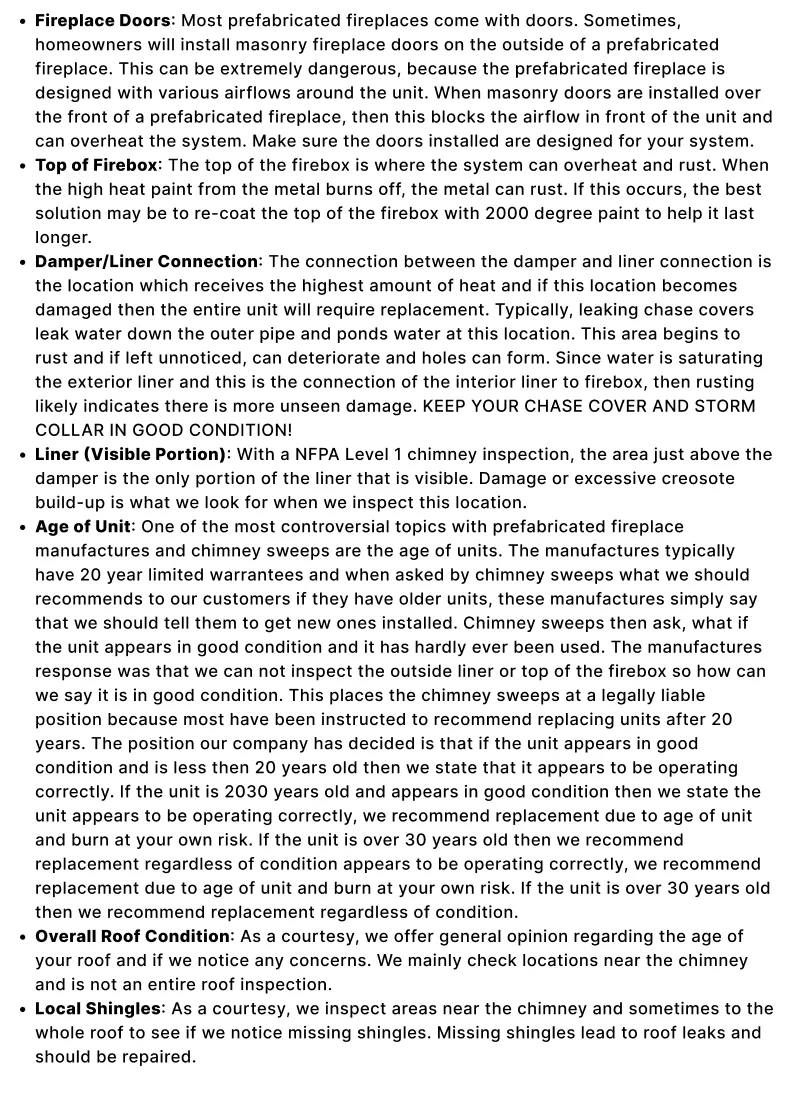 • Fireplace Doors: Most prefabricated fireplaces come with doors. Sometimes,
homeowners will install masonry fireplace doors on the outside of a prefabricated
fireplace. This can be extremely dangerous, because the prefabricated fireplace is
designed with various airflows around the unit. When masonry doors are installed over
the front of a prefabricated fireplace, then this blocks the airflow in front of the unit and
can overheat the system. Make sure the doors installed are designed for your system.
• Top of Firebox: The top of the firebox is where the system can overheat and rust. When
the high heat paint from the metal burns off, the metal can rust. If this occurs, the best
solution may be to re-coat the top of the firebox with 2000 degree paint to help it last
longer.
• Damper/Liner Connection: The connection between the damper and liner connection is
the location which receives the highest amount of heat and if this location becomes
damaged then the entire unit will require replacement. Typically, leaking chase covers
leak water down the outer pipe and ponds water at this location. This area begins to
rust and if left unnoticed, can deteriorate and holes can form. Since water is saturating
the exterior liner and this is the connection of the interior liner to firebox, then rusting
likely indicates there is more unseen damage. KEEP YOUR CHASE COVER AND STORM
COLLAR IN GOOD CONDITION!
• Liner (Visible Portion): With a NFPA Level 1 chimney inspection, the area just above the
damper is the only portion of the liner that is visible. Damage or excessive creosote
build-up is what we look for when we inspect this location.
• Age of Unit: One of the most controversial topics with prefabricated fireplace
manufactures and chimney sweeps are the age of units. The manufactures typically
have 20 year limited warrantees and when asked by chimney sweeps what we should
recommends to our customers if they have older units, these manufactures simply say
that we should tell them to get new ones installed. Chimney sweeps then ask, what if
the unit appears in good condition and it has hardly ever been used. The manufactures
response was that we can not inspect the outside liner or top of the firebox so how can
we say it is in good condition. This places the chimney sweeps at a legally liable
position because most have been instructed to recommend replacing units after 20
years. The position our company has decided is that if the unit appears in good
condition and is less then 20 years old then we state that it appears to be operating
correctly. If the unit is 2030 years old and appears in good condition then we state the
unit appears to be operating correctly, we recommend replacement due to age of unit
and burn at your own risk. If the unit is over 30 years old then we recommend
replacement regardless of condition appears to be operating correctly, we recommend
replacement due to age of unit and burn at your own risk. If the unit is over 30 years old
then we recommend replacement regardless of condition.
• Overall Roof Condition: As a courtesy, we offer general opinion regarding the age of
your roof and if we notice any concerns. We mainly check locations near the chimney
and is not an entire roof inspection.
• Local Shingles: As a courtesy, we inspect areas near the chimney and sometimes to the
whole roof to see if we notice missing shingles. Missing shingles lead to roof leaks and
should be repaired.